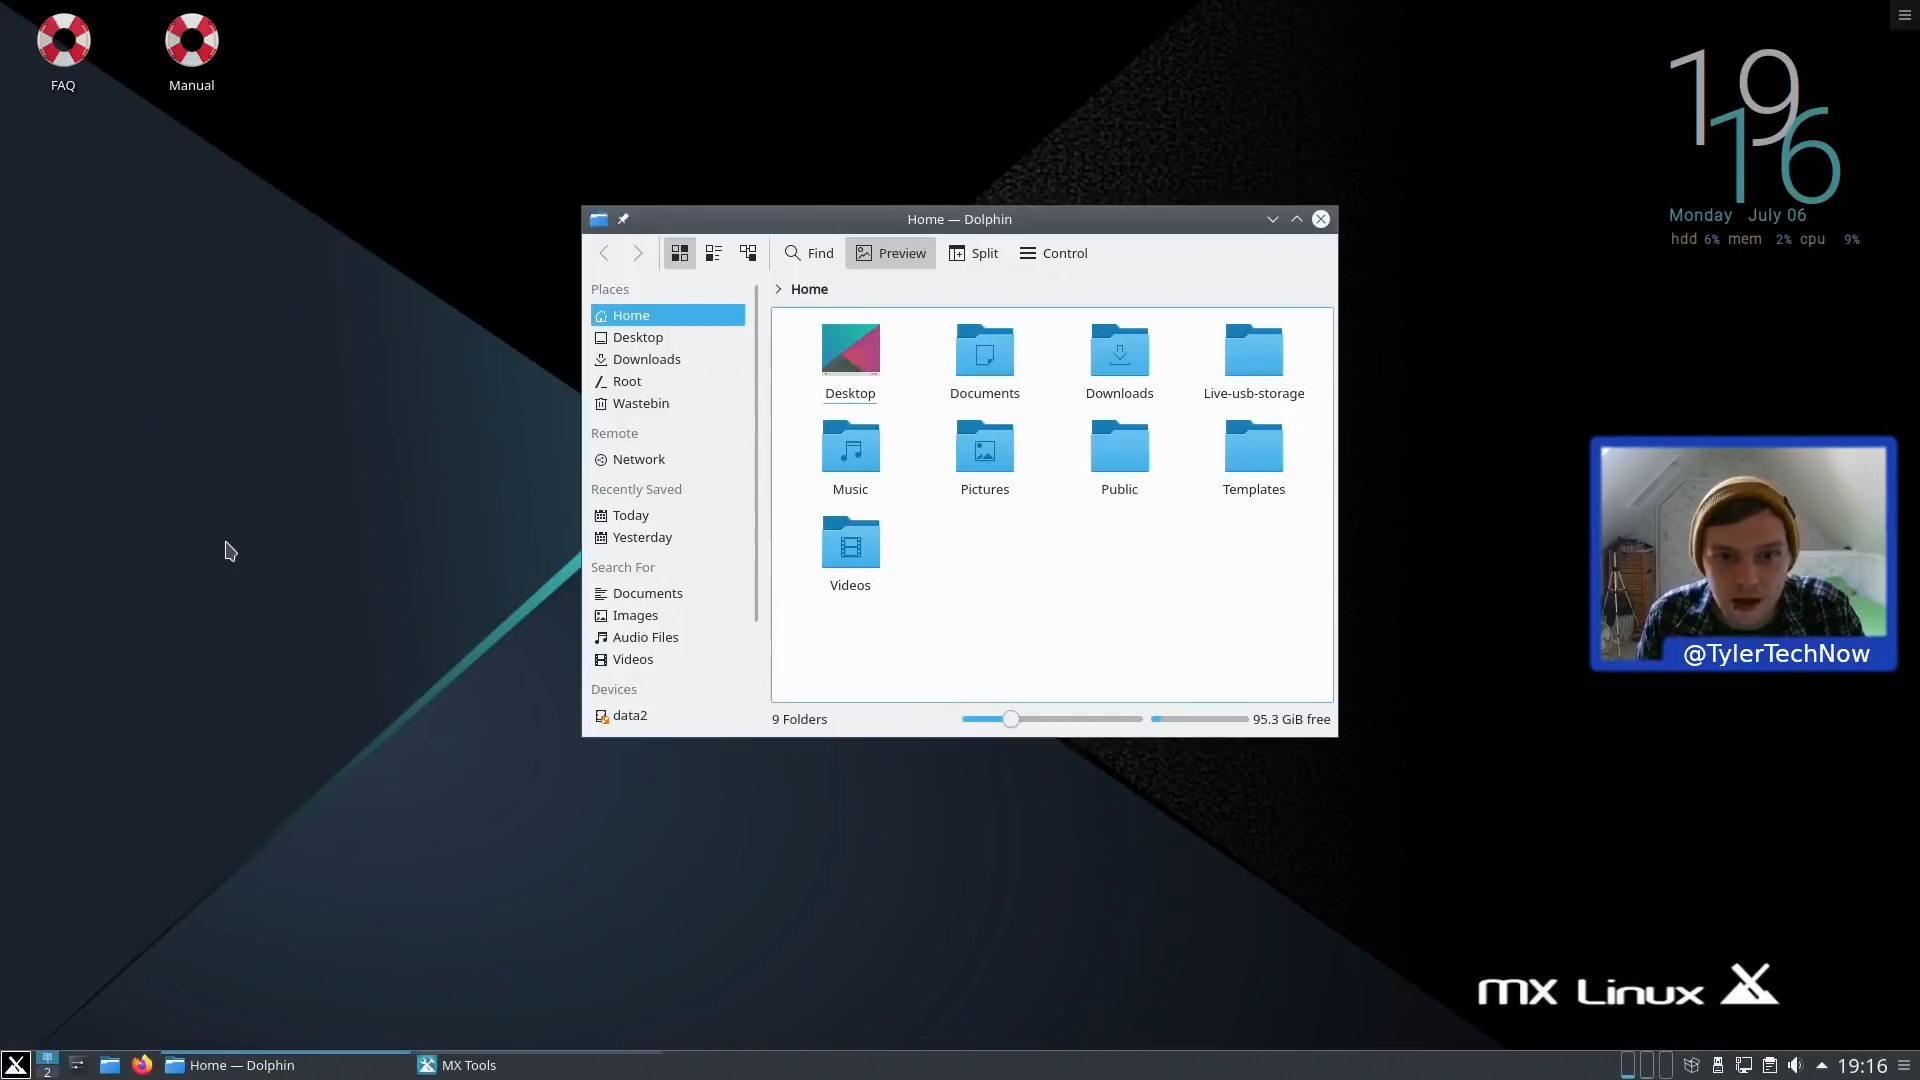 FAQ
Manual
19
16
Monday July 06
hdd 6% mem 2% cpu 9%
Home — Dolphin
Find
Preview
Split
Control
Places
Home
Desktop
Downloads
Root
Wastebin
Remote
Network
Recently Saved
Today
Yesterday
Search For
Documents
Images
Audio Files
Videos
Devices
data2
Home
Desktop
Documents
Downloads
Live-usb-storage
Music
Pictures
Public
Templates
Videos
9 Folders
95.3 GiB free
@TylerTechNow
MX Linux
2
Home — Dolphin
MX Tools
19:16